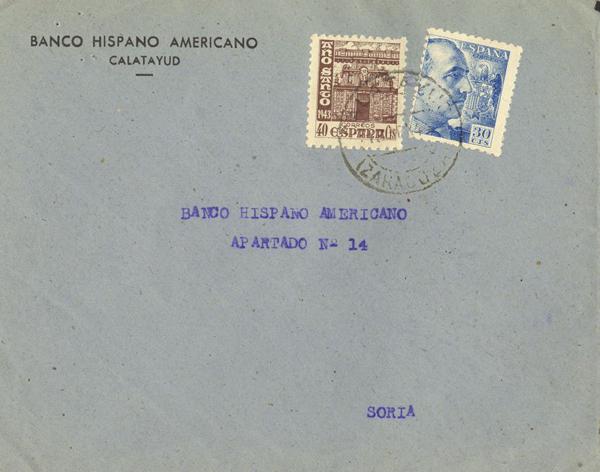 BANCO HISPANO AMERICANO
CALATAYUD
AÑO SANTO
1943
CORREOS
40 ESPAÑA Cts
ESPAÑA
30
CTS
BANCO HISPANO AMERICANO
APARTADO Nº 14
SORIA